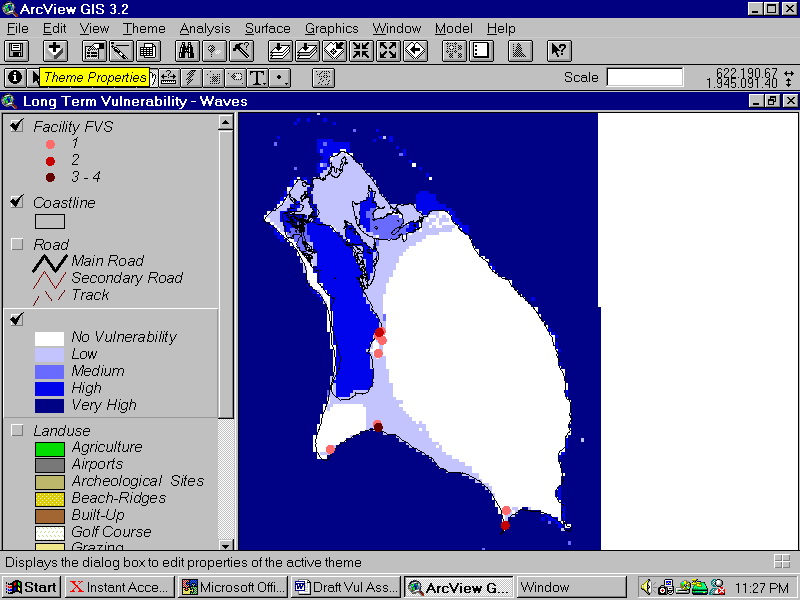 ArcView GIS 3.2
File Edit View Theme Analysis Surface Graphics Window Model Help
Theme Properties
Scale
622,190.67
1,945,091.40
Long Term Vulnerability - Waves
Facility FVS
1
2
3 - 4
Coastline
Road
Main Road
Secondary Road
Track
No Vulnerability
Low
Medium
High
Very High
Landuse
Agriculture
Airports
Archeological Sites
Beach-Ridges
Built-Up
Golf Course
Grazing
Displays the dialog box to edit properties of the active theme
Start
Instant Acce...
Microsoft Offi...
Draft Vul Ass...
ArcView G...
Window
11:27 PM